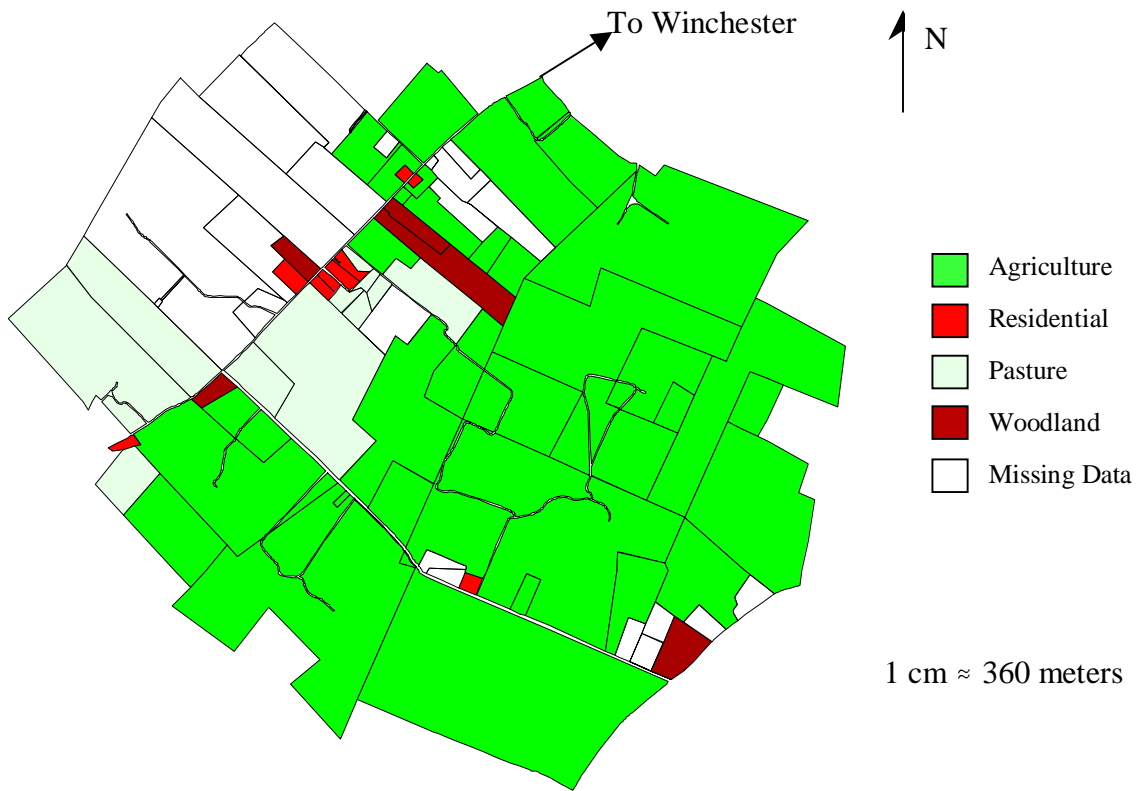 To Winchester
N
Agriculture
Residential
Pasture
Woodland
Missing Data
1 cm ≈ 360 meters